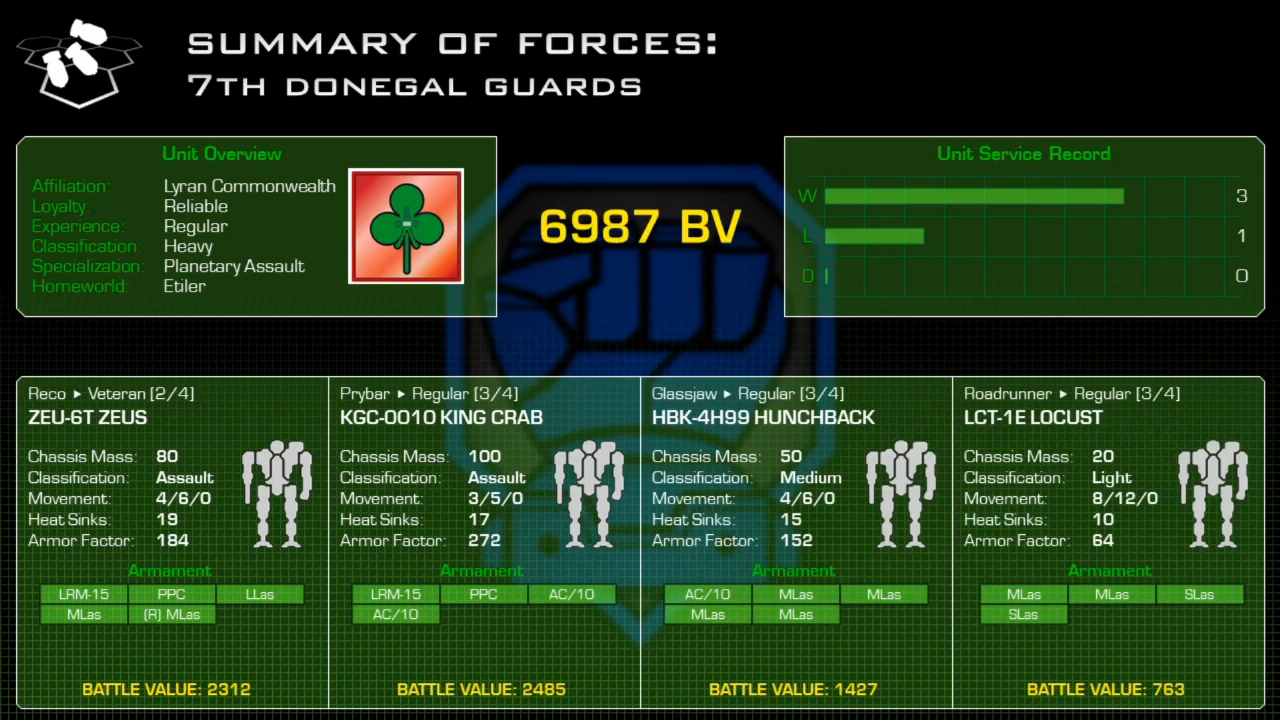 SUMMARY OF FORCES:
7TH DONEGAL GUARDS
Unit Overview
Affiliation: Lyran Commonwealth
Loyalty: Reliable
Experience: Regular
Classification: Heavy
Specialization: Planetary Assault
Homeworld: Etiler
6987 BV
Unit Service Record
W 3
L 1
D 0
Reco ▸ Veteran [2/4]
ZEU-6T ZEUS
Chassis Mass: 80
Classification: Assault
Movement: 4/6/0
Heat Sinks: 19
Armor Factor: 184
Armament
LRM-15 PPC LLas
MLas (R) MLas
BATTLE VALUE: 2312
Prybar ▸ Regular [3/4]
KGC-0010 KING CRAB
Chassis Mass: 100
Classification: Assault
Movement: 3/5/0
Heat Sinks: 17
Armor Factor: 272
Armament
LRM-15 PPC AC/10
AC/10
BATTLE VALUE: 2485
Glassjaw ▸ Regular [3/4]
HBK-4H99 HUNCHBACK
Chassis Mass: 50
Classification: Medium
Movement: 4/6/0
Heat Sinks: 15
Armor Factor: 152
Armament
AC/10 MLas MLas
MLas MLas
BATTLE VALUE: 1427
Roadrunner ▸ Regular [3/4]
LCT-1E LOCUST
Chassis Mass: 20
Classification: Light
Movement: 8/12/0
Heat Sinks: 10
Armor Factor: 64
Armament
MLas MLas SLas
SLas
BATTLE VALUE: 763